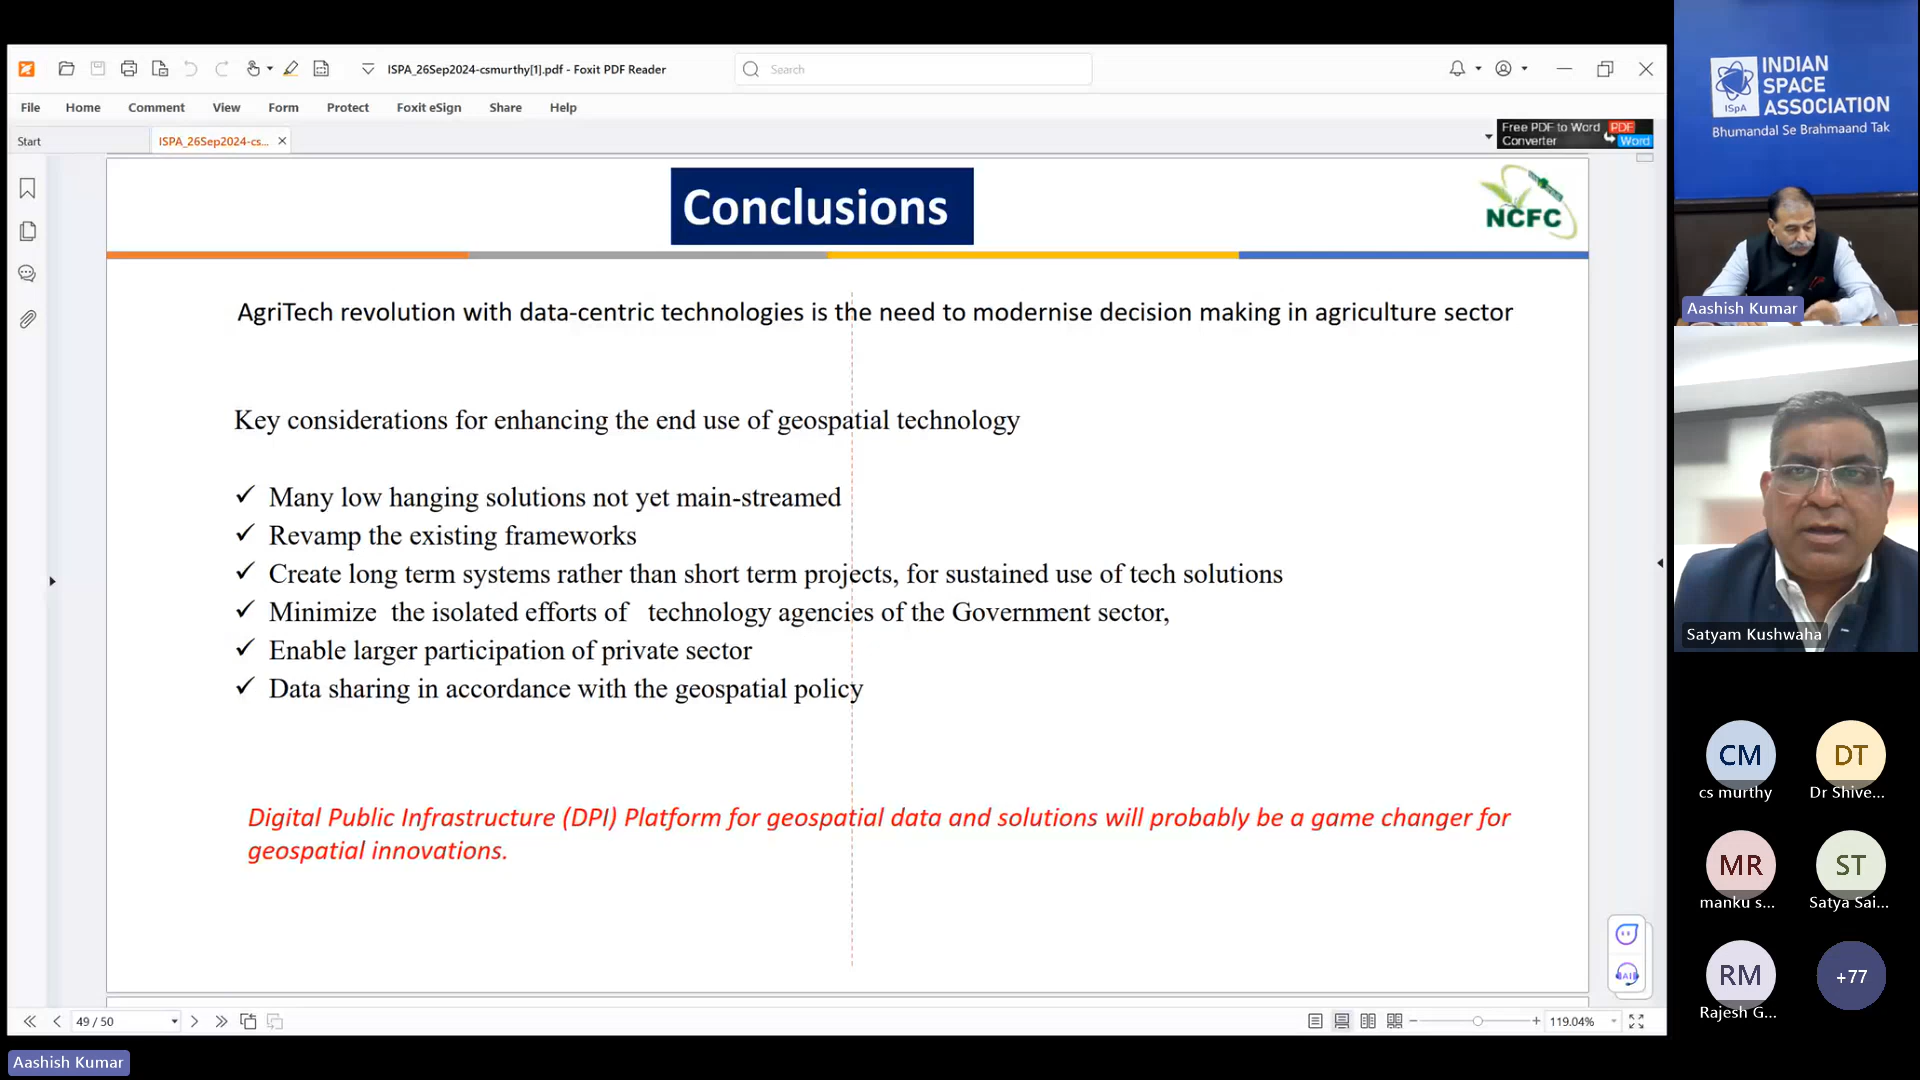 ISPA_26Sep2024-csmurthy[1].pdf - Foxit PDF Reader
Search
File Home Comment View Form Protect Foxit eSign Share Help
Start
ISPA_26Sep2024-cs...
Free PDF to Word Converter
PDF
Word
Conclusions
NCFC
AgriTech revolution with data-centric technologies is the need to modernise decision making in agriculture sector
Key considerations for enhancing the end use of geospatial technology
✓ Many low hanging solutions not yet main-streamed
✓ Revamp the existing frameworks
✓ Create long term systems rather than short term projects, for sustained use of tech solutions
✓ Minimize the isolated efforts of technology agencies of the Government sector,
✓ Enable larger participation of private sector
✓ Data sharing in accordance with the geospatial policy
Digital Public Infrastructure (DPI) Platform for geospatial data and solutions will probably be a game changer for
geospatial innovations.
AI
49 / 50
119.04%
Aashish Kumar
ISpA
INDIAN
SPACE
ASSOCIATION
Bhumandal Se Brahmaand Tak
Aashish Kumar
Satyam Kushwaha
CM
cs murthy
DT
Dr Shive...
MR
manku s...
ST
Satya Sai...
RM
Rajesh G...
+77